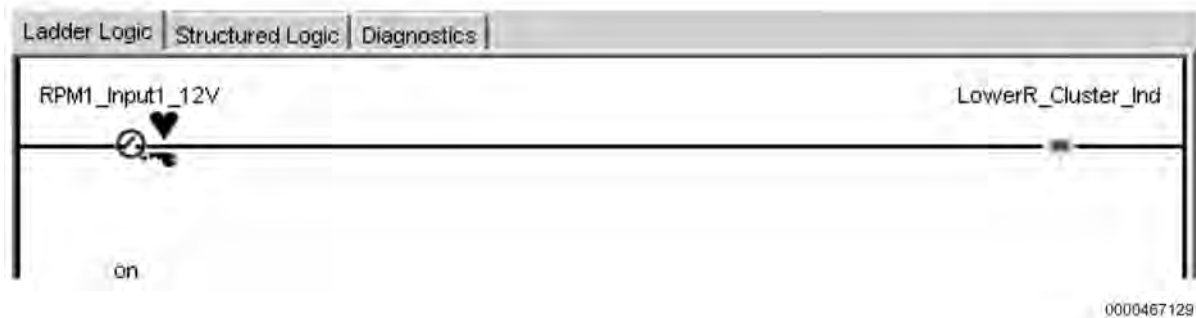 Ladder Logic Structured Logic Diagnostics
RPM1_Input1_12V LowerR_Cluster_Ind
on
0000467129